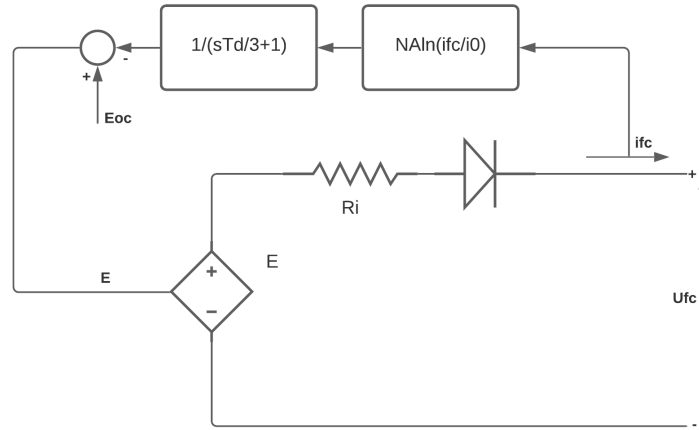 1/(sTd/3+1)
NAln(ifc/i0)
-
+
Eoc
ifc
+
Ri
E
+
E
Ufc
-
-